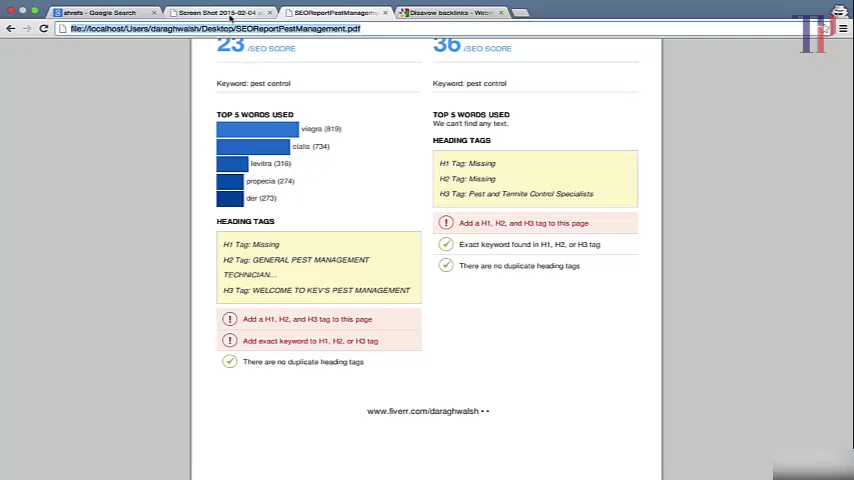 ahrefs - Google Search
Screen Shot 2015-02-04 at
SEOReportPestManageme
Disavow backlinks - Webm
file://localhost/Users/daraghwalsh/Desktop/SEOReportPestManagement.pdf
TP
23 /SEO SCORE
36 /SEO SCORE
Keyword: pest control
Keyword: pest control
TOP 5 WORDS USED
viagra (819)
cialis (734)
levitra (316)
propecia (274)
der (273)
TOP 5 WORDS USED
We can't find any text.
HEADING TAGS
H1 Tag: Missing
H2 Tag: Missing
H3 Tag: Pest and Termite Control Specialists
Add a H1, H2, and H3 tag to this page
Exact keyword found in H1, H2, or H3 tag
There are no duplicate heading tags
HEADING TAGS
H1 Tag: Missing
H2 Tag: GENERAL PEST MANAGEMENT
TECHNICIAN...
H3 Tag: WELCOME TO KEV'S PEST MANAGEMENT
Add a H1, H2, and H3 tag to this page
Add exact keyword to H1, H2, or H3 tag
There are no duplicate heading tags
www.fiverr.com/daraghwalsh • •